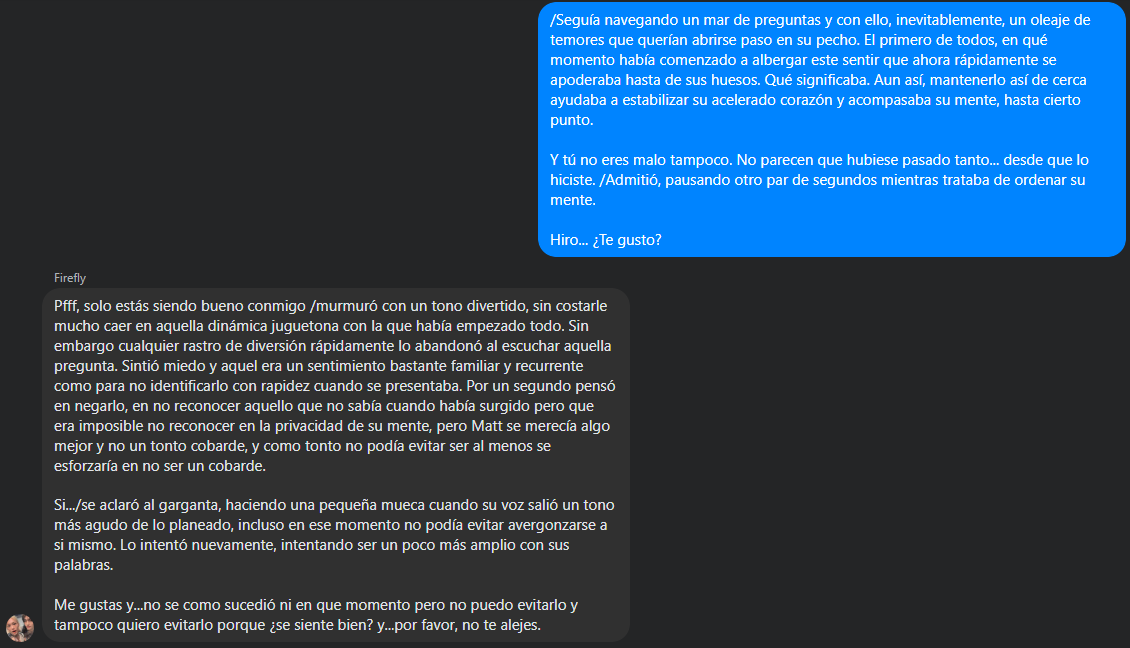 /Seguía navegando un mar de preguntas y con ello, inevitablemente, un oleaje de
temores que querían abrirse paso en su pecho. El primero de todos, en qué
momento había comenzado a albergar este sentir que ahora rápidamente se
apoderaba hasta de sus huesos. Qué significaba. Aun así, mantenerlo así de cerca
ayudaba a estabilizar su acelerado corazón y acompasaba su mente, hasta cierto
punto.
Y tú no eres malo tampoco. No parecen que hubiese pasado tanto... desde que lo
hiciste. /Admitió, pausando otro par de segundos mientras trataba de ordenar su
mente.
Hiro... ¿Te gusto?
Firefly
Pfff, solo estás siendo bueno conmigo /murmuró con un tono divertido, sin costarle
mucho caer en aquella dinámica juguetona con la que había empezado todo. Sin
embargo cualquier rastro de diversión rápidamente lo abandonó al escuchar aquella
pregunta. Sintió miedo y aquel era un sentimiento bastante familiar y recurrente
como para no identificarlo con rapidez cuando se presentaba. Por un segundo pensó
en negarlo, en no reconocer aquello que no sabía cuando había surgido pero que
era imposible no reconocer en la privacidad de su mente, pero Matt se merecía algo
mejor y no un tonto cobarde, y como tonto no podía evitar ser al menos se
esforzaría en no ser un cobarde.
Si.../se aclaró al garganta, haciendo una pequeña mueca cuando su voz salió un tono
más agudo de lo planeado, incluso en ese momento no podía evitar avergonzarse a
si mismo. Lo intentó nuevamente, intentando ser un poco más amplio con sus
palabras.
Me gustas y...no se como sucedió ni en que momento pero no puedo evitarlo y
tampoco quiero evitarlo porque ¿se siente bien? y...por favor, no te alejes.